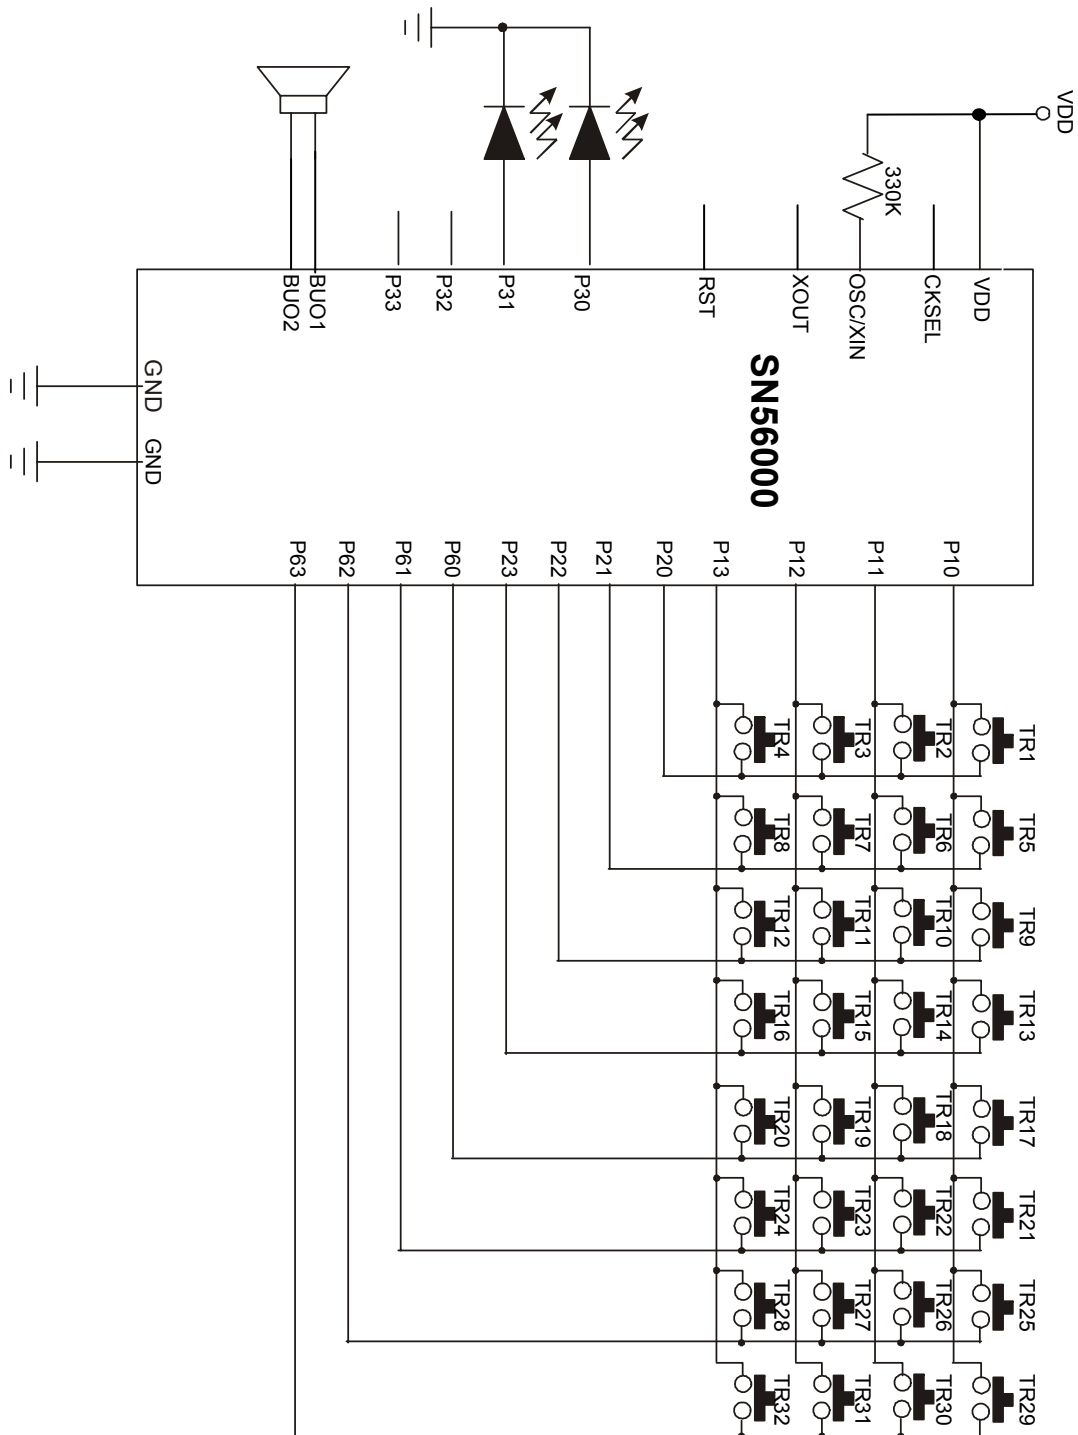 VDD
330K
BUO2
BUO1
P33
P32
P31
P30
RST
XOUT
OSC/XIN
CKSEL
VDD
SN56000
GND
GND
P63
P62
P61
P60
P23
P22
P21
P20
P13
P12
P11
P10
TR4
TR3
TR2
TR1
TR8
TR7
TR6
TR5
TR12
TR11
TR10
TR9
TR16
TR15
TR14
TR13
TR20
TR19
TR18
TR17
TR24
TR23
TR22
TR21
TR28
TR27
TR26
TR25
TR32
TR31
TR30
TR29